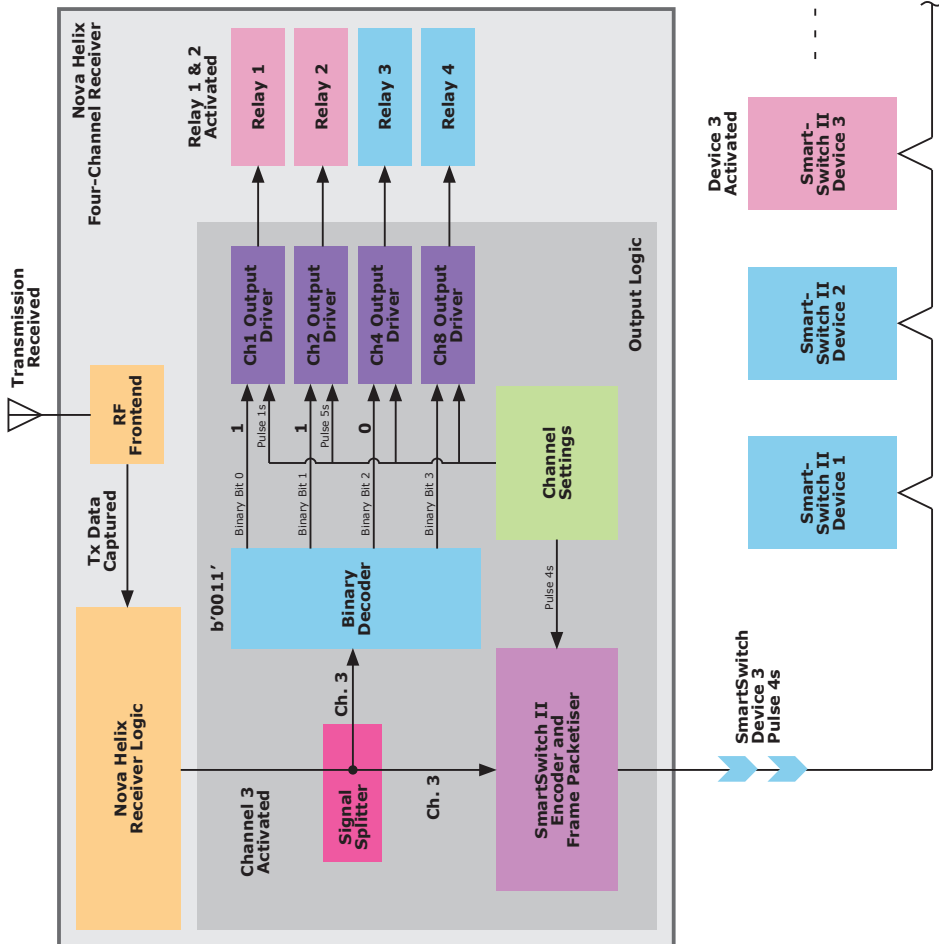 Nova Helix
Four-Channel Receiver
Transmission
Received
RF
Frontend
Tx Data
Captured
Nova Helix
Receiver Logic
Channel 3
Activated
Signal
Splitter
Ch. 3
Ch. 3
b'0011'
Binary
Decoder
Binary Bit 0
Binary Bit 1
Binary Bit 2
Binary Bit 3
1
Pulse 1s
1
Pulse 5s
0
Ch1 Output
Driver
Ch2 Output
Driver
Ch4 Output
Driver
Ch8 Output
Driver
Relay 1 & 2
Activated
Relay 1
Relay 2
Relay 3
Relay 4
Output Logic
Channel
Settings
Pulse 4s
SmartSwitch II
Encoder and
Frame Packetiser
SmartSwitch
Device 3
Pulse 4s
Smart-
Switch II
Device 1
Smart-
Switch II
Device 2
Device 3
Activated
Smart-
Switch II
Device 3